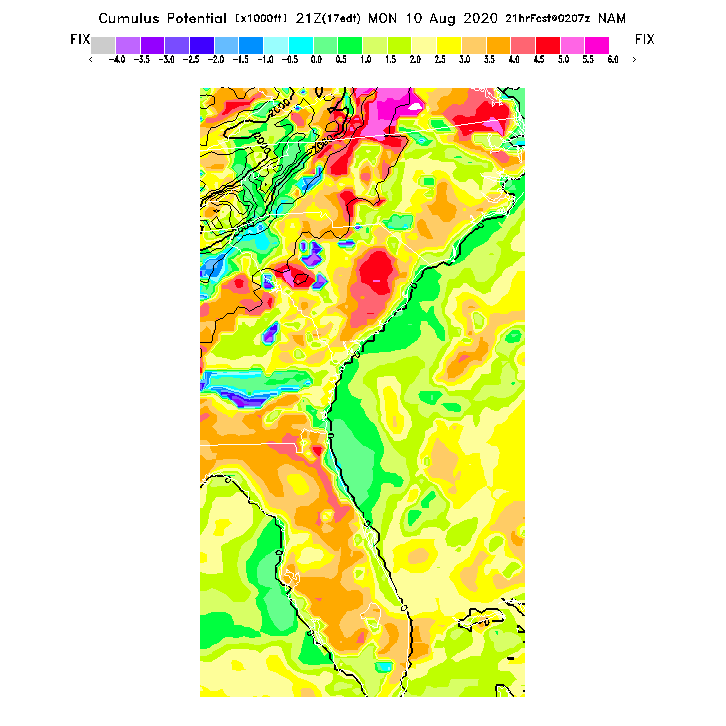 Cumulus Potential [x1000ft] 21Z(17edt) MON 10 Aug 2020 21hrFcst@0207z NAM
FIX FIX
< -4.0 -3.5 -3.0 -2.5 -2.0 -1.5 -1.0 -0.5 0.0 0.5 1.0 1.5 2.0 2.5 3.0 3.5 4.0 4.5 5.0 5.5 6.0 >
2000
2000